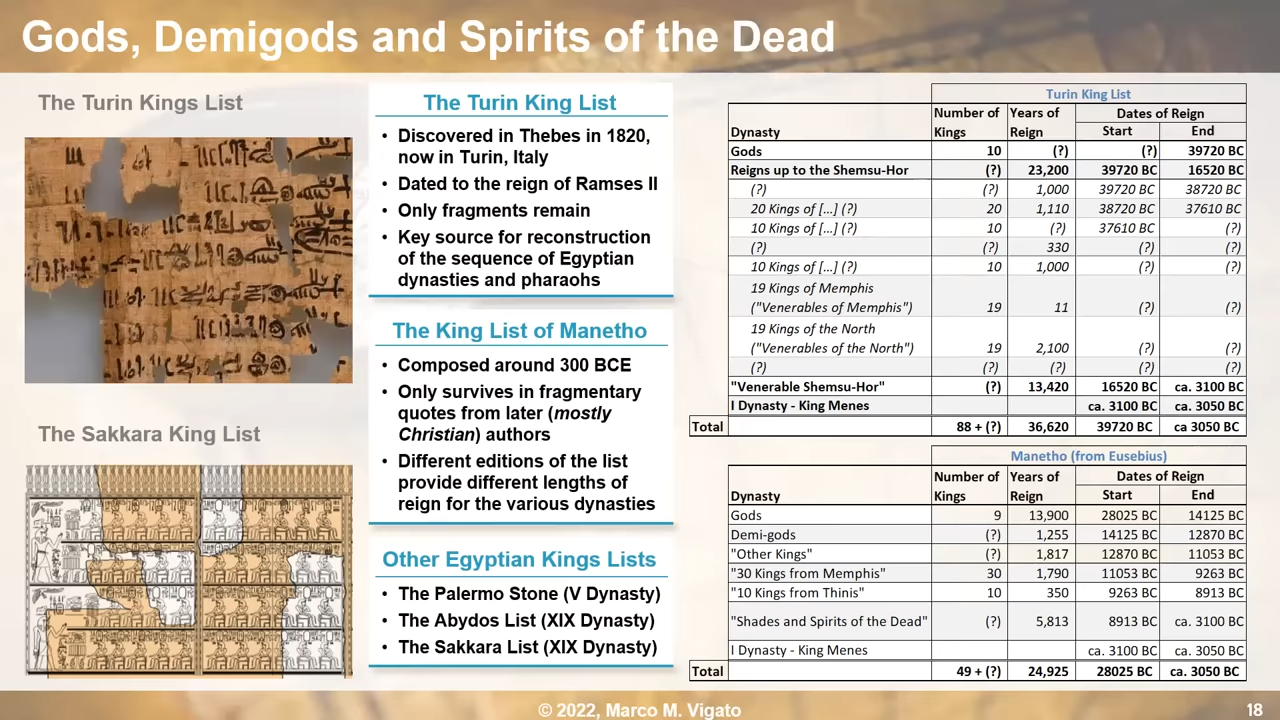 Gods, Demigods and Spirits of the Dead
The Turin Kings List
The Sakkara King List
The Turin King List
• Discovered in Thebes in 1820,
now in Turin, Italy
• Dated to the reign of Ramses II
• Only fragments remain
• Key source for reconstruction
of the sequence of Egyptian
dynasties and pharaohs
The King List of Manetho
• Composed around 300 BCE
• Only survives in fragmentary
quotes from later (mostly
Christian) authors
• Different editions of the list
provide different lengths of
reign for the various dynasties
Other Egyptian Kings Lists
• The Palermo Stone (V Dynasty)
• The Abydos List (XIX Dynasty)
• The Sakkara List (XIX Dynasty)
Turin King List
Number of Years of Dates of Reign
Dynasty Kings Reign Start End
Gods 10 (?) (?) 39720 BC
Reigns up to the Shemsu-Hor (?) 23,200 39720 BC 16520 BC
(?) (?) 1,000 39720 BC 38720 BC
20 Kings of [...] (?) 20 1,110 38720 BC 37610 BC
10 Kings of [...] (?) 10 (?) 37610 BC (?)
(?) (?) 330 (?) (?)
10 Kings of [...] (?) 10 1,000 (?) (?)
19 Kings of Memphis
("Venerables of Memphis") 19 11 (?) (?)
19 Kings of the North
("Venerables of the North") 19 2,100 (?) (?)
(?) (?) (?) (?) (?)
"Venerable Shemsu-Hor" (?) 13,420 16520 BC ca. 3100 BC
I Dynasty - King Menes ca. 3100 BC ca. 3050 BC
Total 88 + (?) 36,620 39720 BC ca 3050 BC
Manetho (from Eusebius)
Number of Years of Dates of Reign
Dynasty Kings Reign Start End
Gods 9 13,900 28025 BC 14125 BC
Demi-gods (?) 1,255 14125 BC 12870 BC
"Other Kings" (?) 1,817 12870 BC 11053 BC
"30 Kings from Memphis" 30 1,790 11053 BC 9263 BC
"10 Kings from Thinis" 10 350 9263 BC 8913 BC
"Shades and Spirits of the Dead" (?) 5,813 8913 BC ca. 3100 BC
I Dynasty - King Menes ca. 3100 BC ca. 3050 BC
Total 49 + (?) 24,925 28025 BC ca. 3050 BC
© 2022, Marco M. Vigato
18